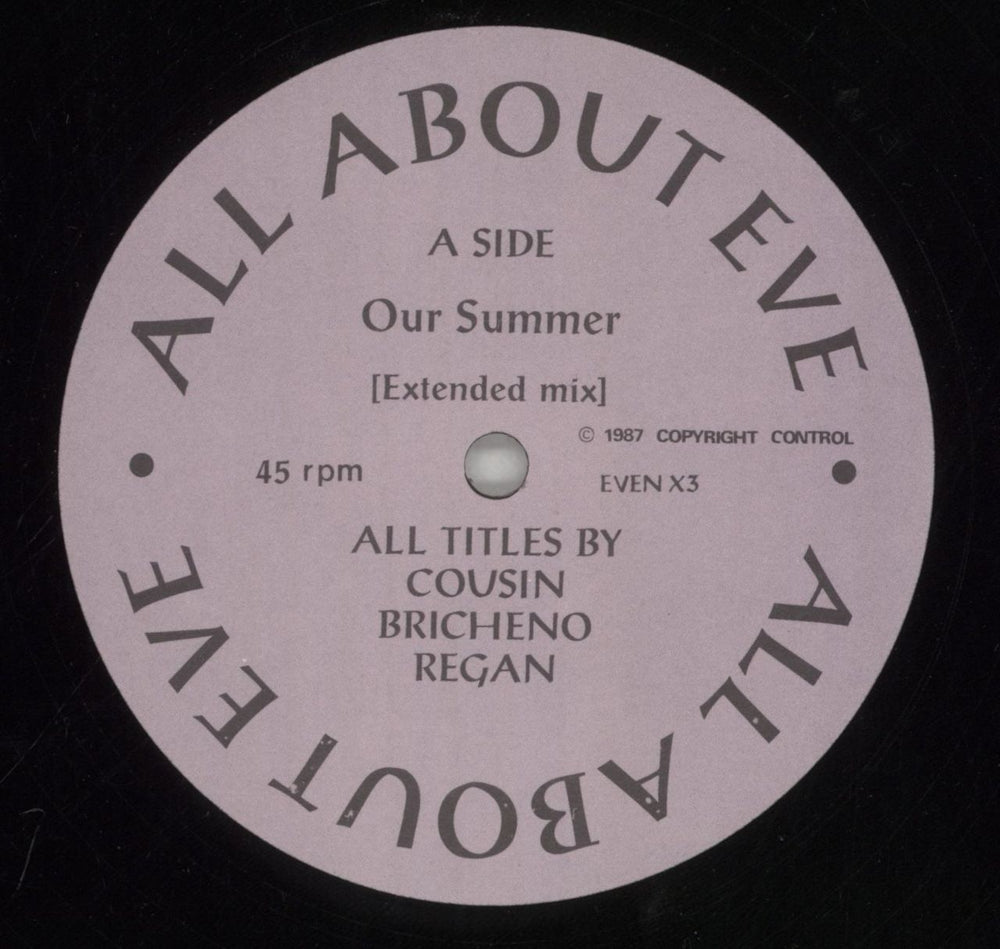 ALL ABOUT EVE
A SIDE
Our Summer
[Extended mix]
© 1987 COPYRIGHT CONTROL
45 rpm
EVEN X3
ALL TITLES BY
COUSIN
BRICHENO
REGAN
ALL ABOUT EVE